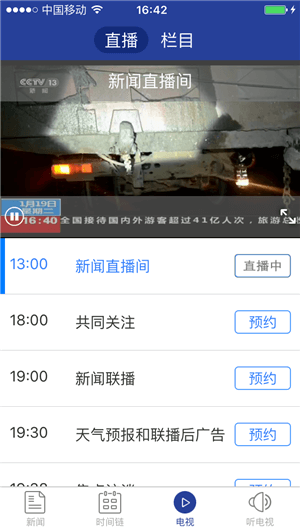 中国移动 16:42
直播 栏目
CCTV 13
新闻
新闻直播间
1月19日
星期二
16:40 全国接待国内外游客超过41亿人次，旅游总
13:00 新闻直播间 直播中
18:00 共同关注 预约
19:00 新闻联播 预约
19:30 天气预报和联播后广告 预约
新闻 时间链 电视 听电视